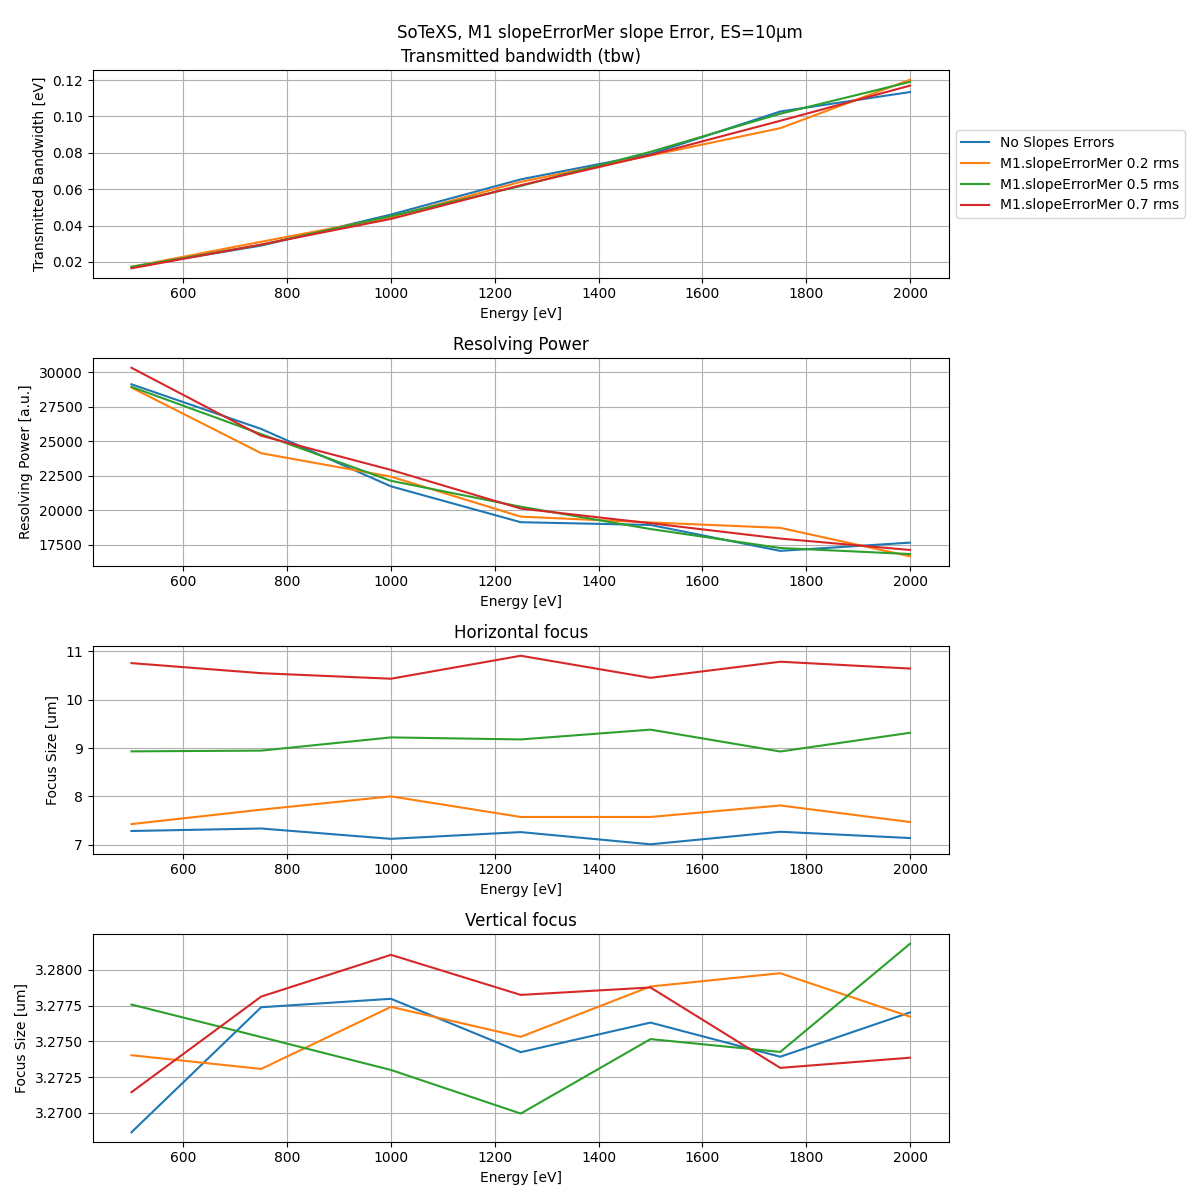 SoTeXS, M1 slopeErrorMer slope Error, ES=10μm
Transmitted bandwidth (tbw)
Transmitted Bandwidth [eV]
0.12
0.10
0.08
0.06
0.04
0.02
600 800 1000 1200 1400 1600 1800 2000
Energy [eV]
No Slopes Errors
M1.slopeErrorMer 0.2 rms
M1.slopeErrorMer 0.5 rms
M1.slopeErrorMer 0.7 rms
Resolving Power
Resolving Power [a.u.]
30000
27500
25000
22500
20000
17500
600 800 1000 1200 1400 1600 1800 2000
Energy [eV]
Horizontal focus
Focus Size [um]
11
10
9
8
7
600 800 1000 1200 1400 1600 1800 2000
Energy [eV]
Vertical focus
Focus Size [um]
3.2800
3.2775
3.2750
3.2725
3.2700
600 800 1000 1200 1400 1600 1800 2000
Energy [eV]